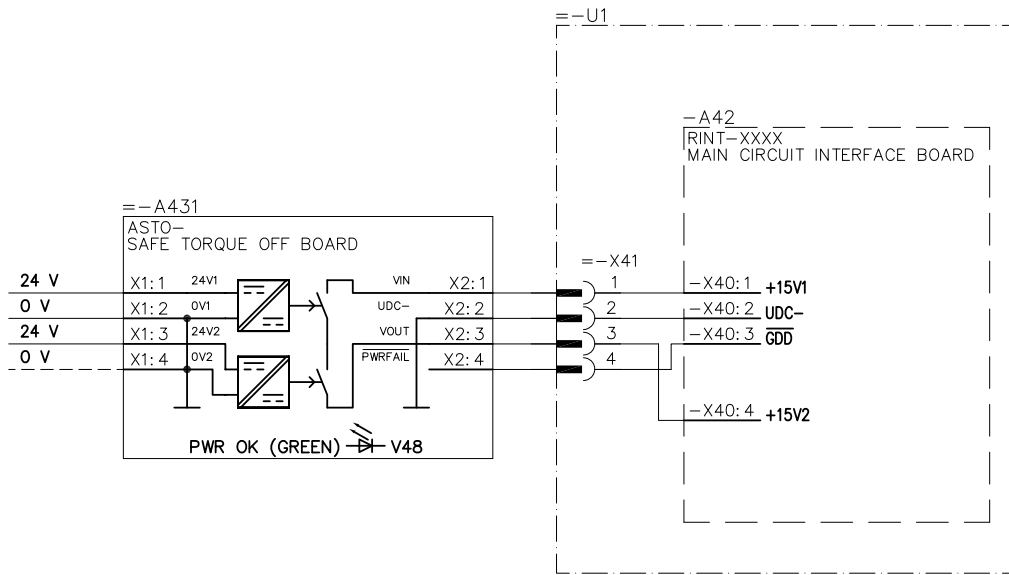 =-U1
-A42
RINT-XXXX
MAIN CIRCUIT INTERFACE BOARD
=-A431
ASTO-
SAFE TORQUE OFF BOARD
=-X41
24 V X1:1 24V1 VIN X2:1 1 -X40:1 +15V1
0 V X1:2 0V1 UDC- X2:2 2 -X40:2 UDC-
24 V X1:3 24V2 VOUT X2:3 3 -X40:3 GDD
0 V X1:4 0V2 PWRFAIL X2:4 4
-X40:4 +15V2
PWR OK (GREEN) V48